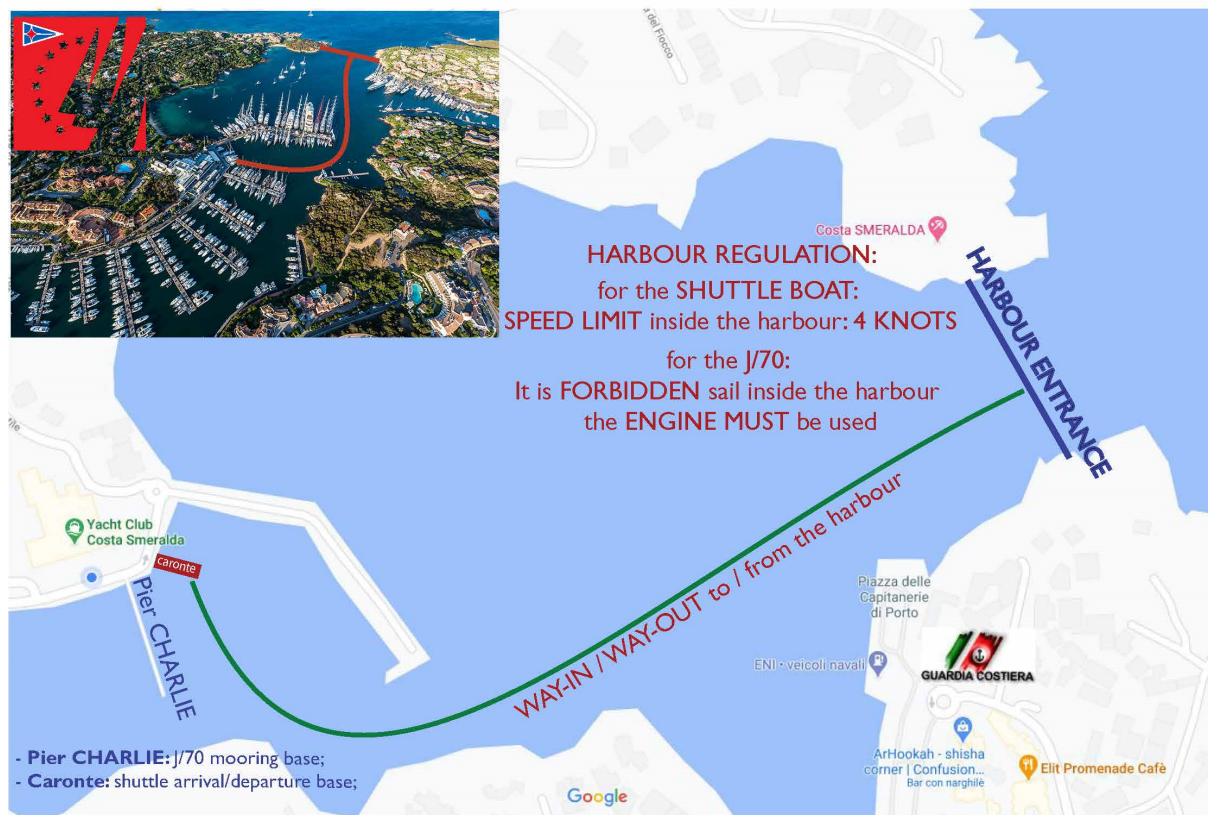 del Fiocco
Costa SMERALDA
HARBOUR REGULATION:
for the SHUTTLE BOAT:
SPEED LIMIT inside the harbour: 4 KNOTS
for the J/70:
It is FORBIDDEN sail inside the harbour
the ENGINE MUST be used
HARBOUR ENTRANCE
Yacht Club
Costa Smeralda
caronte
Pier CHARLIE
WAY-IN / WAY-OUT to / from the harbour
Piazza delle
Capitanerie
di Porto
ENI - veicoli navali
GUARDIA COSTIERA
- Pier CHARLIE: J/70 mooring base;
- Caronte: shuttle arrival/departure base;
ArHookah - shisha
corner | Confusion...
Bar con narghilè
Elit Promenade Cafè
Google